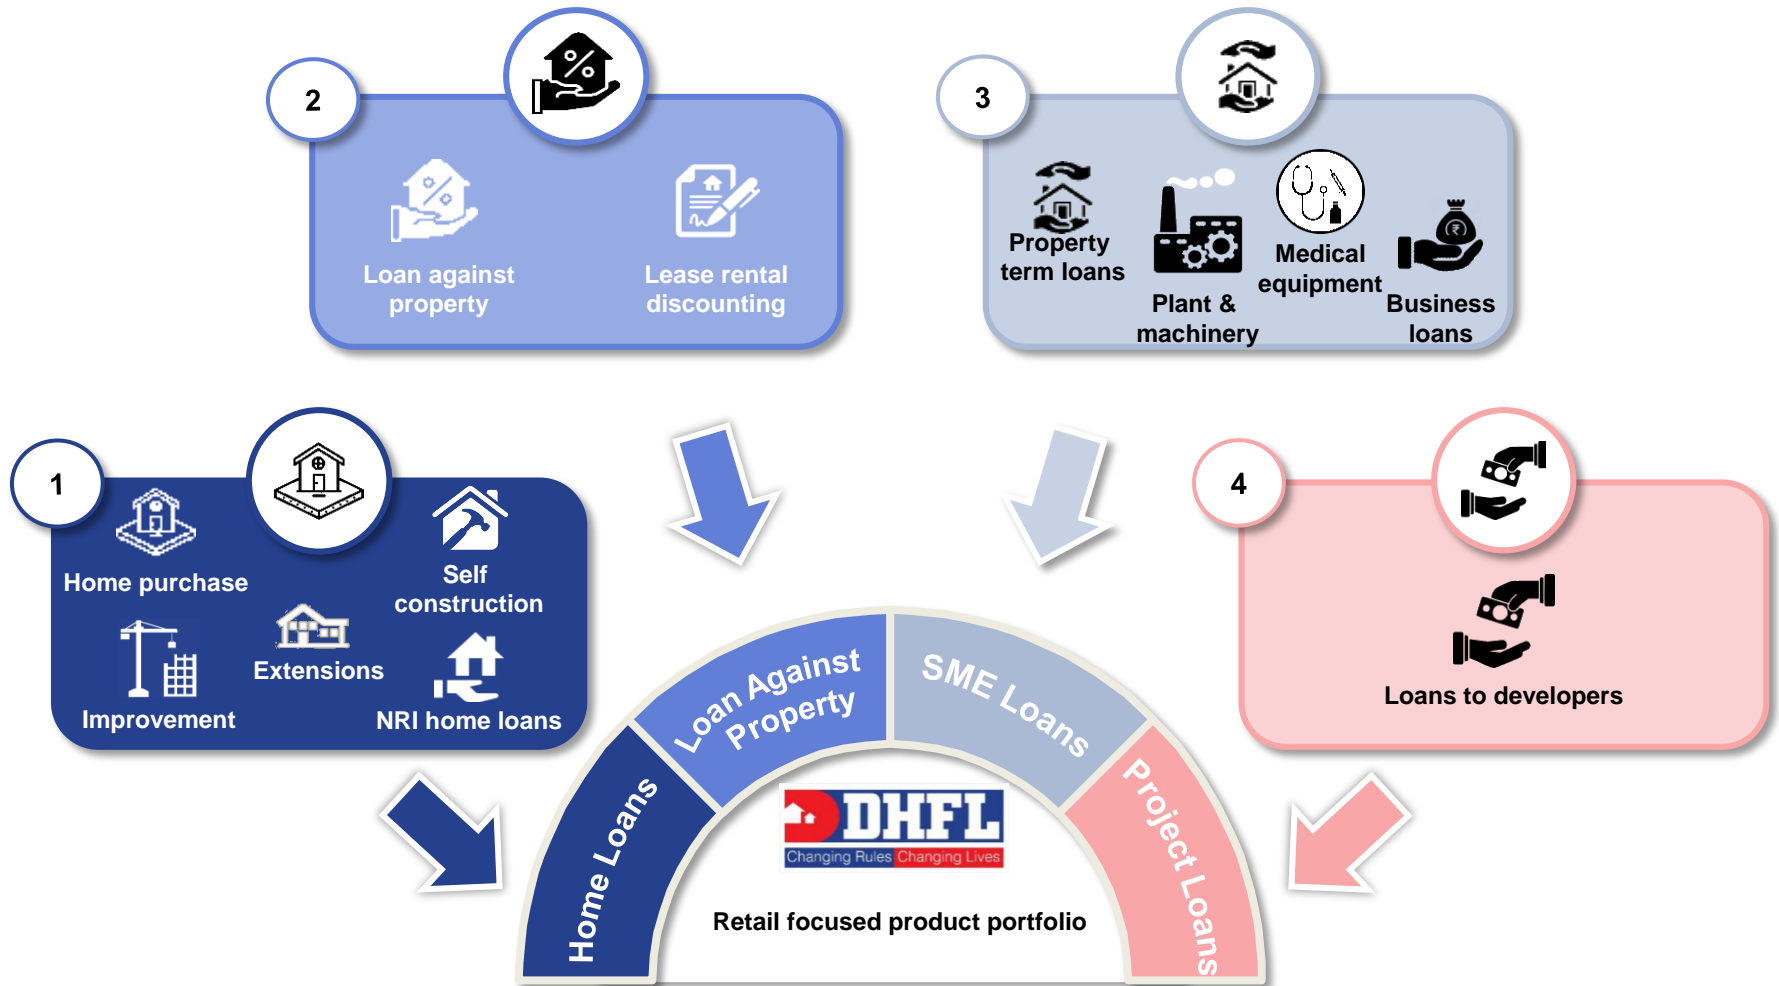 2
Loan against
property
Lease rental
discounting
3
Property
term loans
Plant &
machinery
Medical
equipment
Business
loans
₹
1
Home purchase
Self
construction
Extensions
Improvement
NRI home loans
4
Loans to developers
Home Loans
Loan Against
Property
SME Loans
Project Loans
DHFL
Changing Rules Changing Lives
Retail focused product portfolio